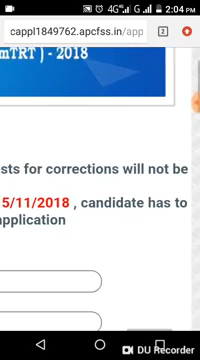 4G G 2:04 PM
cappl1849762.apcfss.in/app 2
mTRT ) - 2018
sts for corrections will not be
5/11/2018 , candidate has to
application
DU Recorder